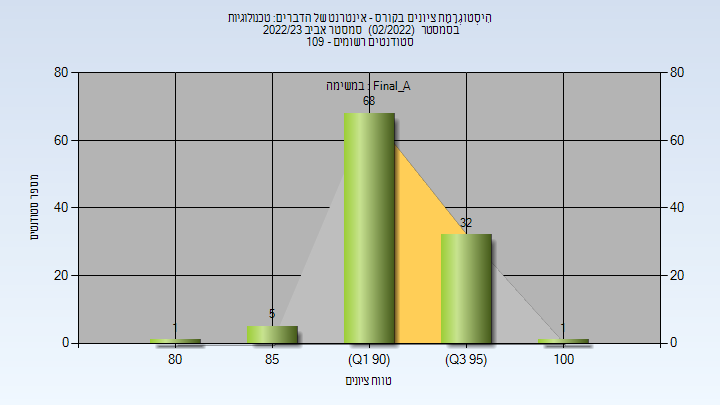 היסטוגרמת ציונים בקורס - אינטרנט של הדברים: טכנולוגיות
בסמסטר (02/2022) סמסטר אביב 2022/23
סטודנטים רשומים - 109
במשימה : Final_A
80
60
40
20
0
80
60
40
20
0
מספר סטודנטים
1
5
68
32
1
80
85
(Q1 90)
(Q3 95)
100
טווח ציונים